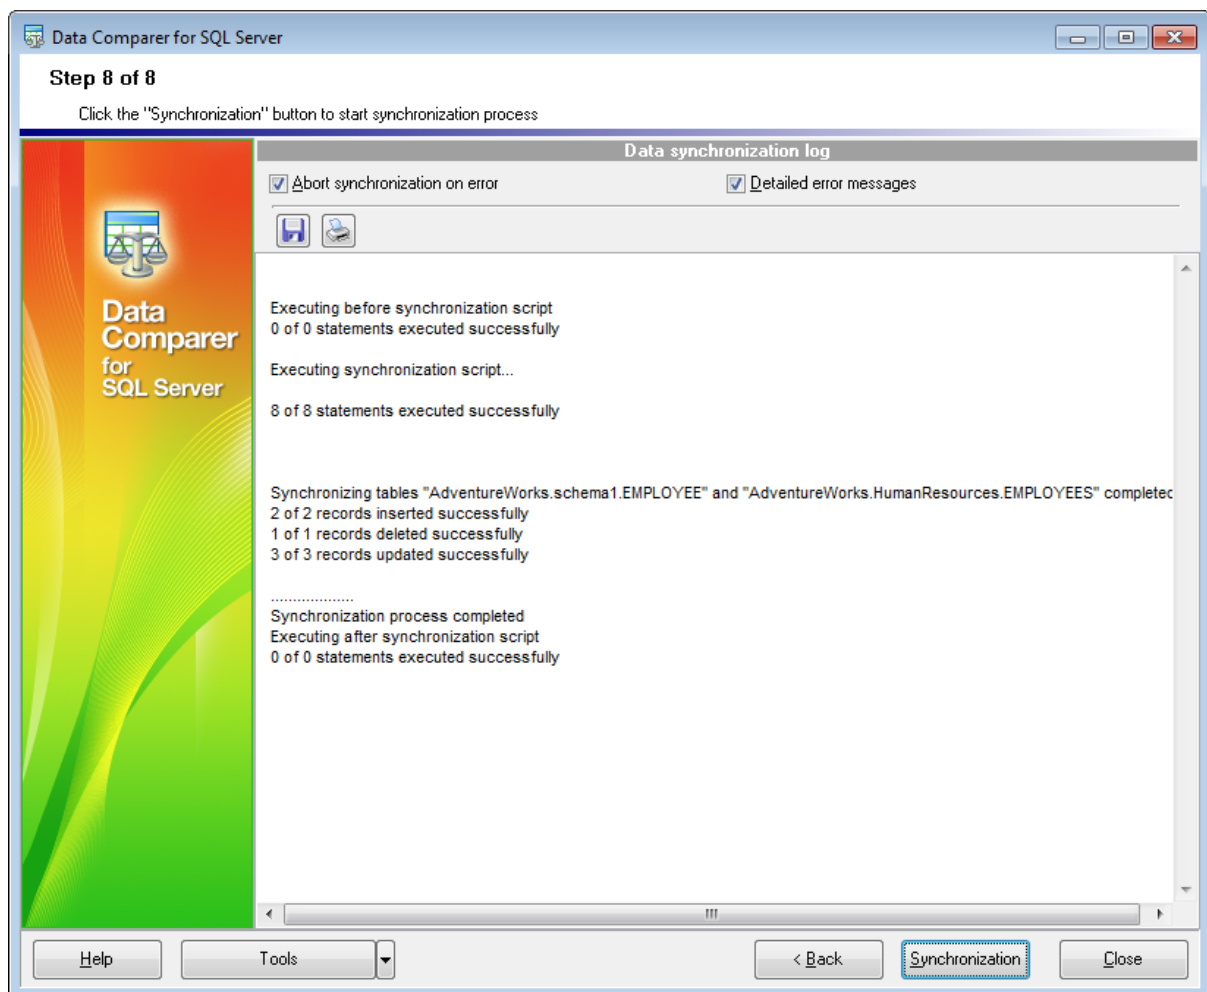 Data Comparer for SQL Server
Step 8 of 8
Click the "Synchronization" button to start synchronization process
Data synchronization log
Abort synchronization on error
Detailed error messages
Data
Comparer
for
SQL Server
Executing before synchronization script
0 of 0 statements executed successfully
Executing synchronization script...
8 of 8 statements executed successfully
Synchronizing tables "AdventureWorks.schema1.EMPLOYEE" and "AdventureWorks.HumanResources.EMPLOYEES" completed
2 of 2 records inserted successfully
1 of 1 records deleted successfully
3 of 3 records updated successfully
...................
Synchronization process completed
Executing after synchronization script
0 of 0 statements executed successfully
Help
Tools
< Back
Synchronization
Close